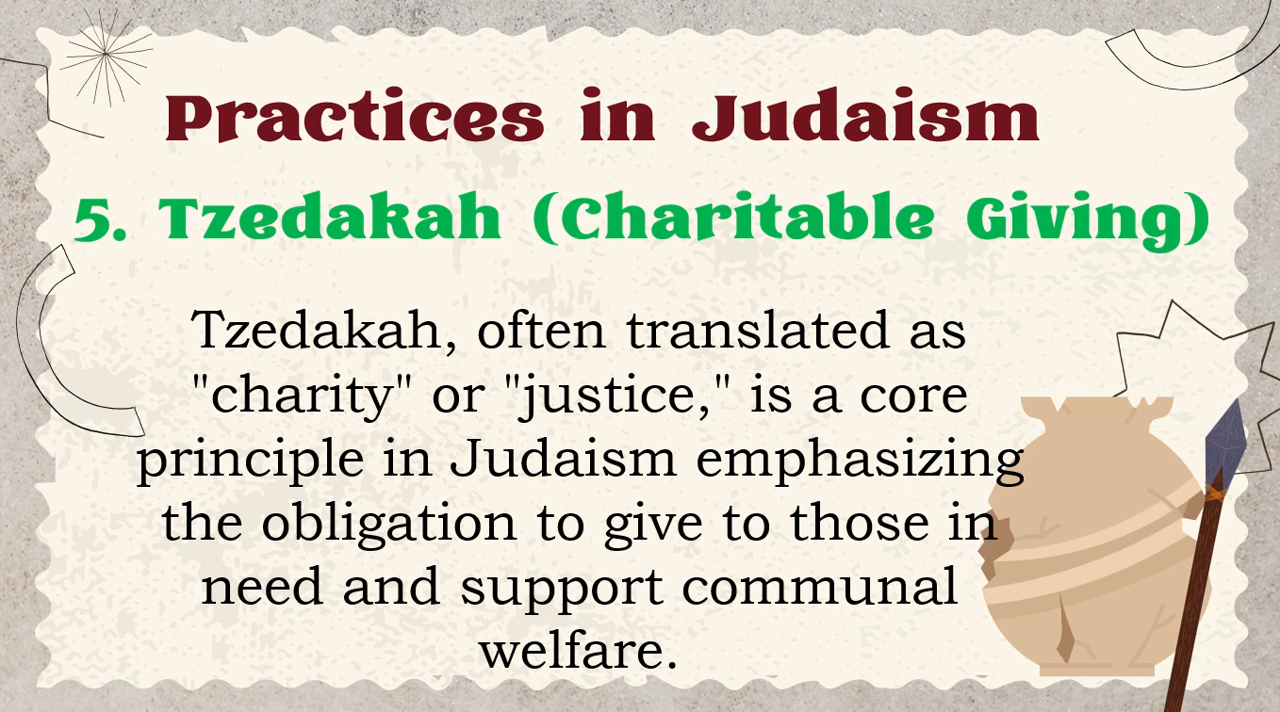 Practices in Judaism
5. Tzedakah (Charitable Giving)
Tzedakah, often translated as
"charity" or "justice," is a core
principle in Judaism emphasizing
the obligation to give to those in
need and support communal
welfare.